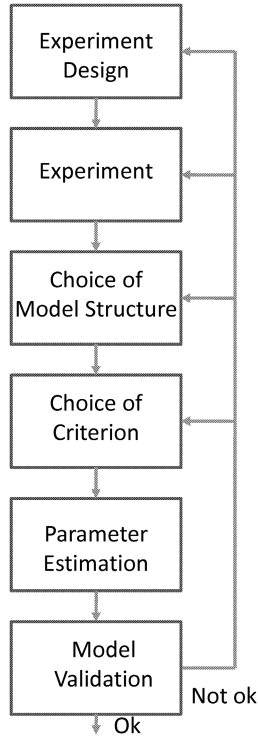 Experiment
Design
Experiment
Choice of
Model Structure
Choice of
Criterion
Parameter
Estimation
Model
Validation
Not ok
Ok